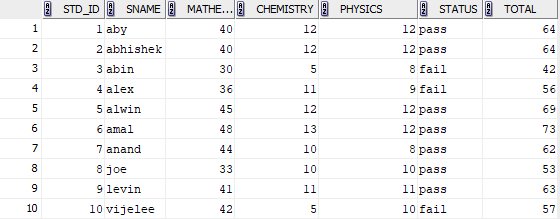 STD_ID SNAME MATHE... CHEMISTRY PHYSICS STATUS TOTAL
1 1 aby 40 12 12 pass 64
2 2 abhishek 40 12 12 pass 64
3 3 abin 30 5 8 fail 42
4 4 alex 36 11 9 fail 56
5 5 alwin 45 12 12 pass 69
6 6 amal 48 13 12 pass 73
7 7 anand 44 10 8 pass 62
8 8 joe 33 10 10 pass 53
9 9 levin 41 11 11 pass 63
10 10 vijelee 42 5 10 fail 57